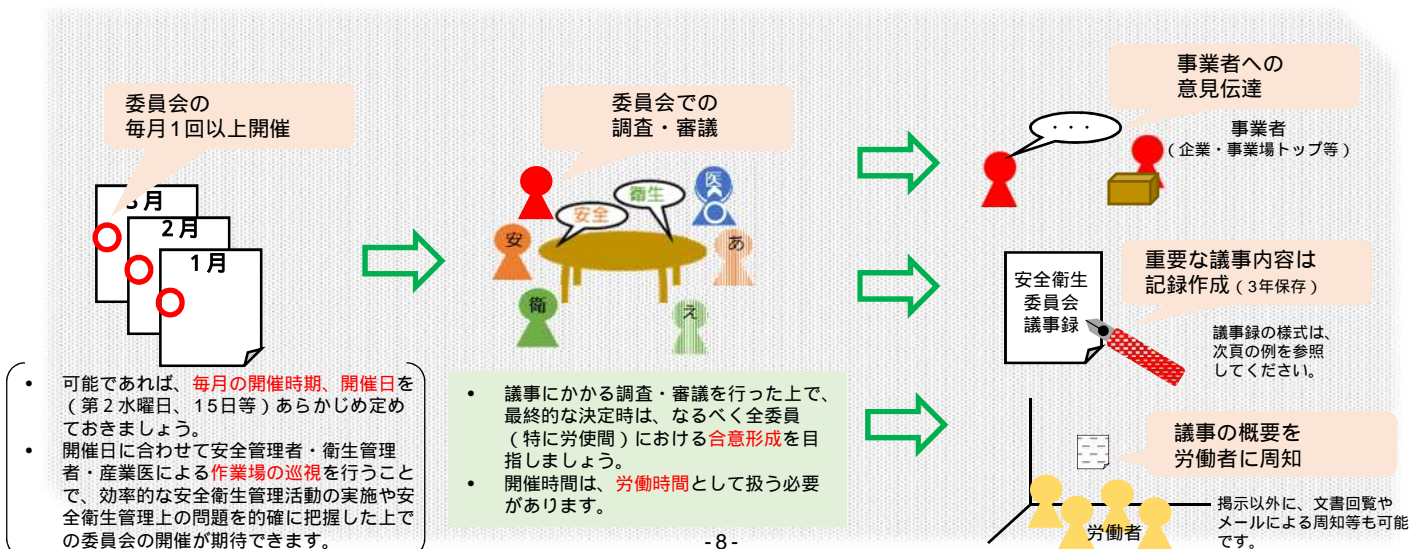 委員会の
毎月1回以上開催
3月
2月
1月
• 可能であれば、毎月の開催時期、開催日を
(第2水曜日、15日等)あらかじめ定め
ておきましょう。
• 開催日に合わせて安全管理者・衛生管理
者・産業医による作業場の巡視を行うこと
で、効率的な安全衛生管理活動の実施や安
全衛生管理上の問題を的確に把握した上で
の委員会の開催が期待できます。
委員会での
調査・審議
安全
衛生
医
安
あ
衛
え
• 議事にかかる調査・審議を行った上で、
最終的な決定時は、なるべく全委員
(特に労使間)における合意形成を目
指しましょう。
• 開催時間は、労働時間として扱う必要
があります。
事業者への
意見伝達
・・・
事業者
(企業・事業場トップ等)
重要な議事内容は
記録作成(3年保存)
安全衛生
委員会
議事録
議事録の様式は、
次頁の例を参照
してください。
議事の概要を
労働者に周知
労働者
掲示以外に、文書回覧や
メールによる周知等も可能
です。
-8-